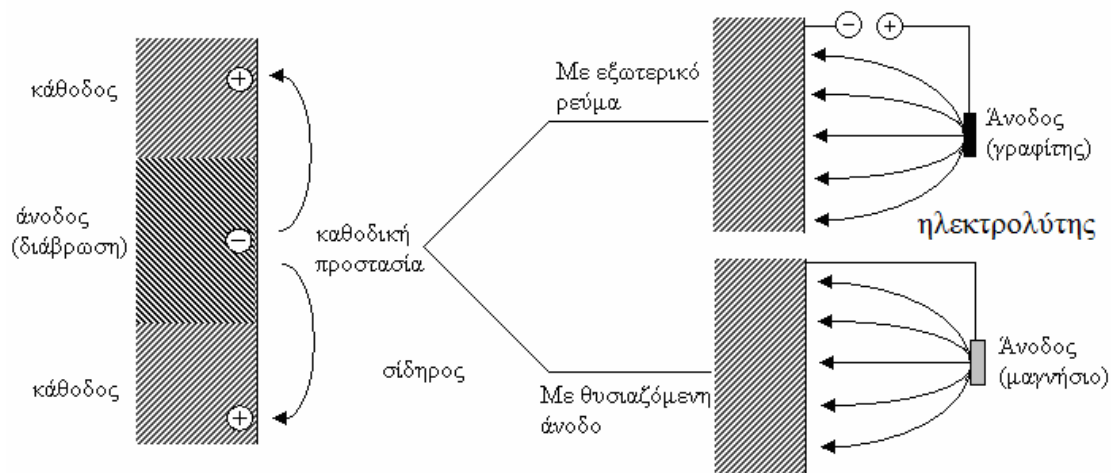 κάθοδος
άνοδος
(διάβρωση)
κάθοδος
+
−
+
καθοδική
προστασία
σίδηρος
Με εξωτερικό
ρεύμα
Με θυσιαζόμενη
άνοδο
− +
Άνοδος
(γραφίτης)
ηλεκτρολύτης
Άνοδος
(μαγνήσιο)